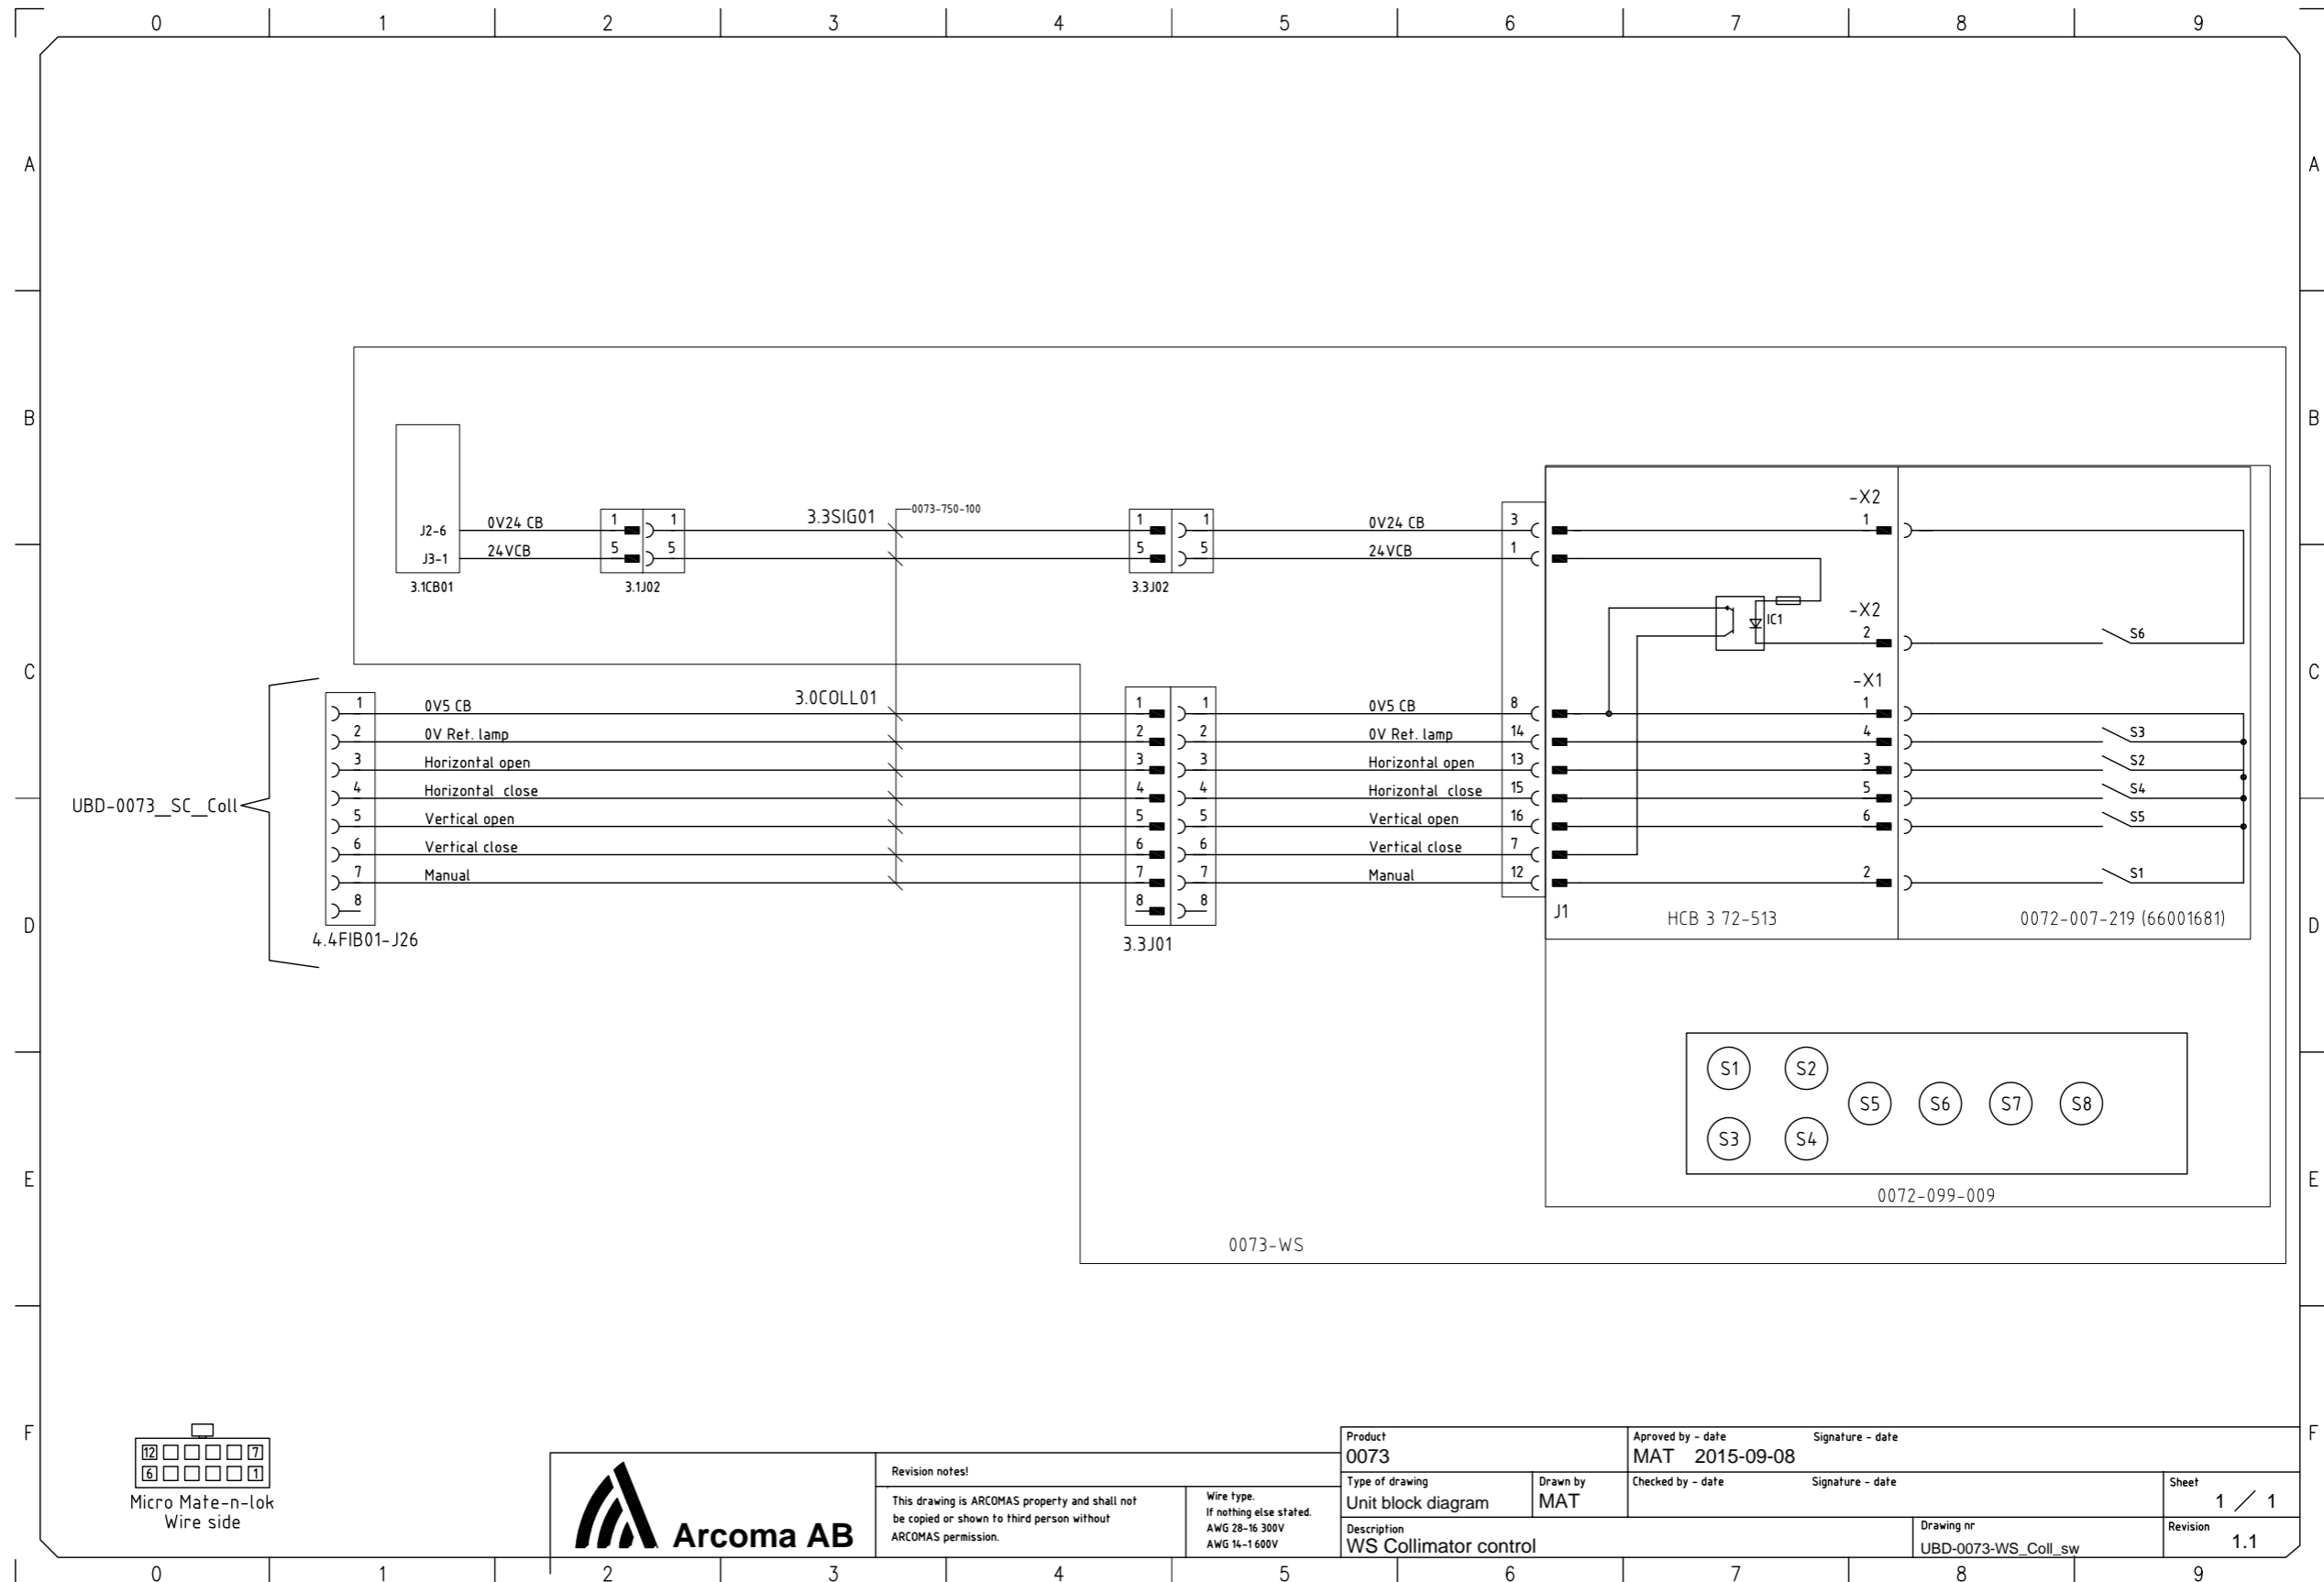 0 1 2 3 4 5 6 7 8 9
A A
B B
-X2
3.3SIG01 0073-750-100
J2-6 0V24 CB 1 1 1 1 0V24 CB 3 1
J3-1 24VCB 5 5 5 5 24VCB 1
3.1CB01 3.1J02 3.3J02
-X2
IC1
2 S6
C C
-X1
3.0COLL01
1 0V5 CB 1 1 0V5 CB 8 1
2 0V Ret. lamp 2 2 0V Ret. lamp 14 4 S3
3 Horizontal open 3 3 Horizontal open 13 3 S2
4 Horizontal close 4 4 Horizontal close 15 5 S4
UBD-0073_SC_Coll
5 Vertical open 5 5 Vertical open 16 6 S5
6 Vertical close 6 6 Vertical close 7
7 Manual 7 7 Manual 12 2 S1
8 8 8
J1 HCB 3 72-513 0072-007-219 (66001681)
D D
4.4FIB01-J26 3.3J01
S1 S2
S5 S6 S7 S8
S3 S4
E E
0072-099-009
0073-WS
F F
12 7
6 1
Micro Mate-n-lok
Wire side
Arcoma AB
Revision notes!
This drawing is ARCOMAS property and shall not
be copied or shown to third person without
ARCOMAS permission.
Wire type.
If nothing else stated.
AWG 28-16 300V
AWG 14-1 600V
Product
0073
Aproved by - date Signature - date
MAT 2015-09-08
Type of drawing
Unit block diagram
Drawn by
MAT
Checked by - date Signature - date
Sheet
1 / 1
Description
WS Collimator control
Drawing nr
UBD-0073-WS_Coll_sw
Revision
1.1
0 1 2 3 4 5 6 7 8 9